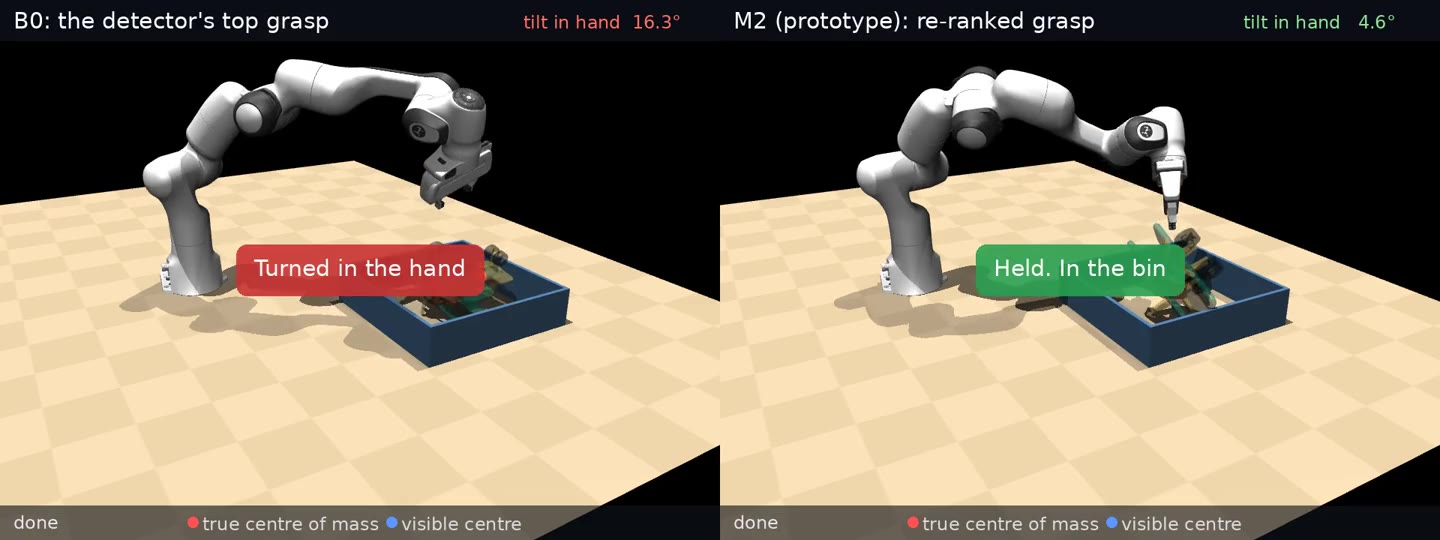 B0: the detector's top grasp
tilt in hand 16.3°
M2 (prototype): re-ranked grasp
tilt in hand 4.6°
Turned in the hand
Held. In the bin
done
true centre of mass
visible centre
done
true centre of mass
visible centre